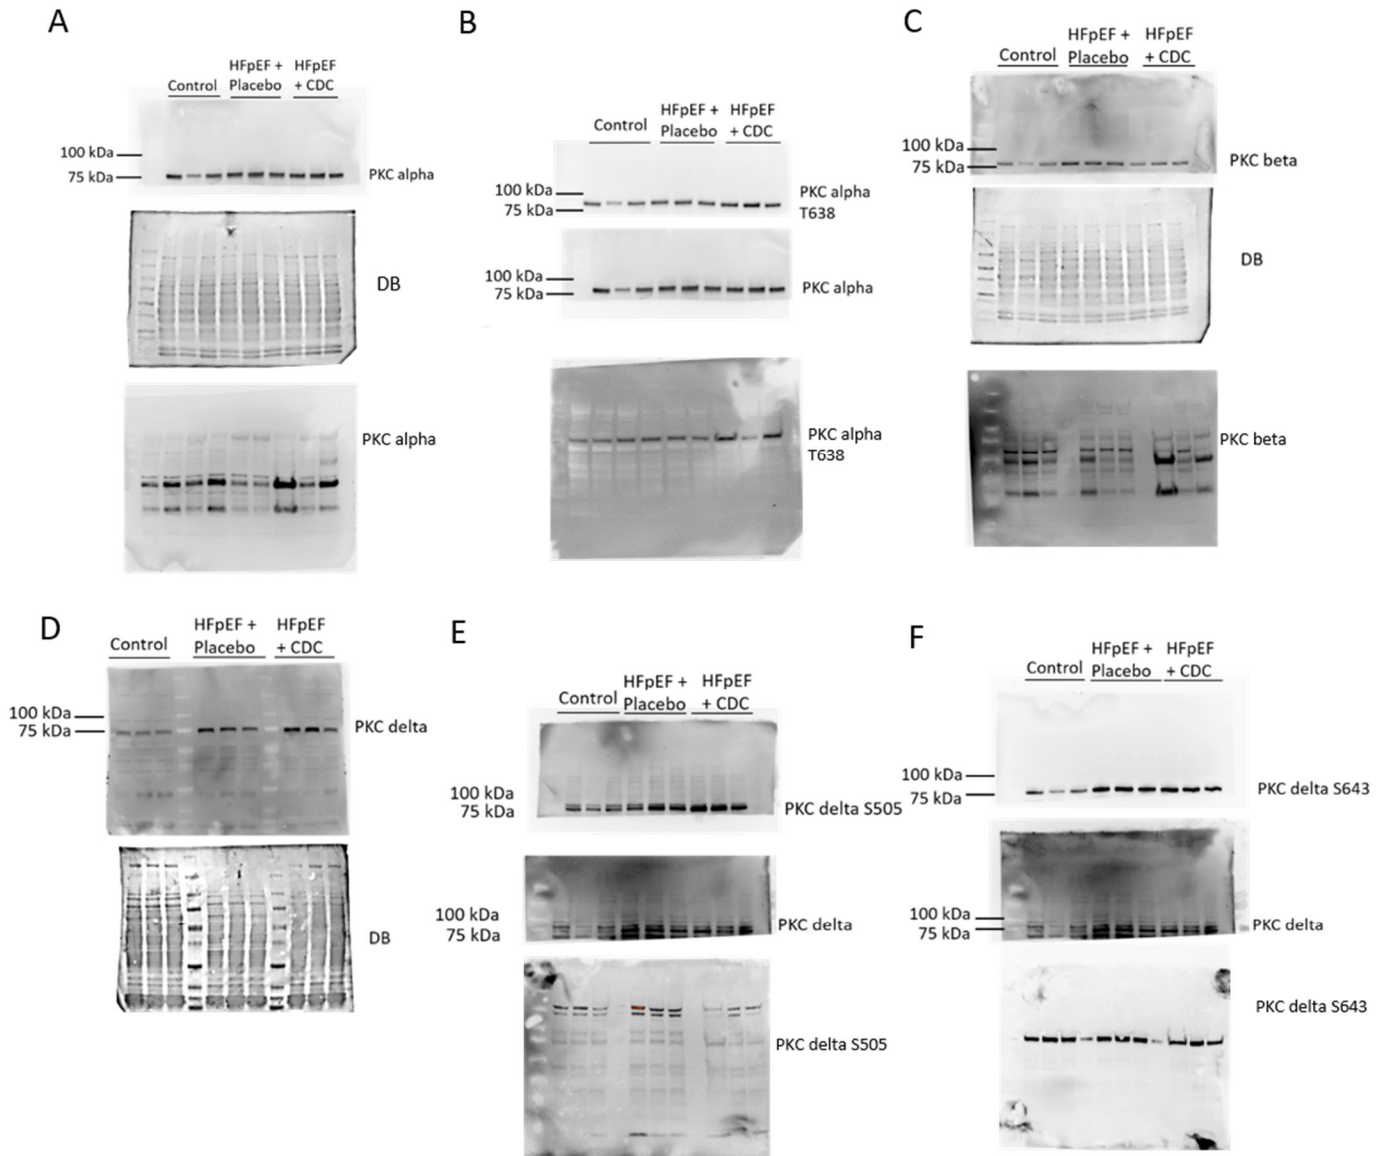 A
HFpEF +
HFpEF
Control
Placebo
+ CDC
100 kDa
75 kDa
PKC alpha
DB
PKC alpha
B
HFpEF +
HFpEF
Control
Placebo
+ CDC
100 kDa
75 kDa
PKC alpha
T638
100 kDa
75 kDa
PKC alpha
PKC alpha
T638
C
HFpEF +
HFpEF
Control
Placebo
+ CDC
100 kDa
75 kDa
PKC beta
DB
PKC beta
D
HFpEF +
HFpEF
Control
Placebo
+ CDC
100 kDa
75 kDa
PKC delta
DB
E
HFpEF +
HFpEF
Control
Placebo
+ CDC
100 kDa
75 kDa
PKC delta S505
100 kDa
75 kDa
PKC delta
PKC delta S505
F
HFpEF +
HFpEF
Control
Placebo
+ CDC
100 kDa
75 kDa
PKC delta S643
100 kDa
75 kDa
PKC delta
PKC delta S643